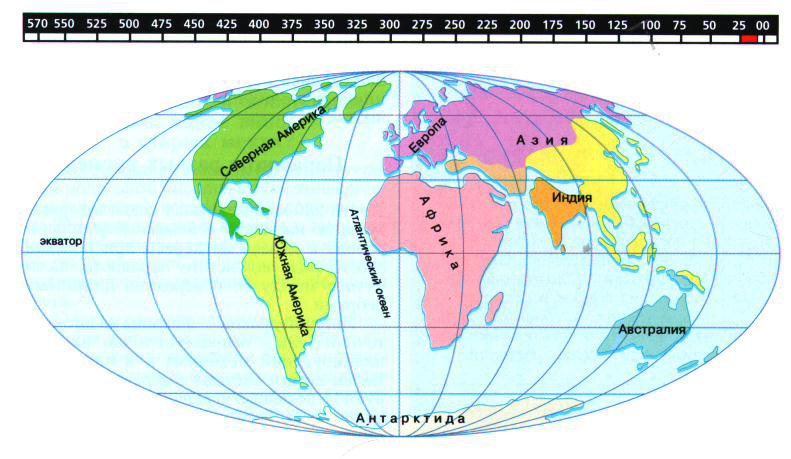 570 550 525 500 475 450 425 400 375 350 325 300 275 250 225 200 175 150 125 100 75 50 25 00
Северная Америка
Европа
Азия
Индия
Африка
Атлантический океан
экватор
Южная Америка
Австралия
Антарктида